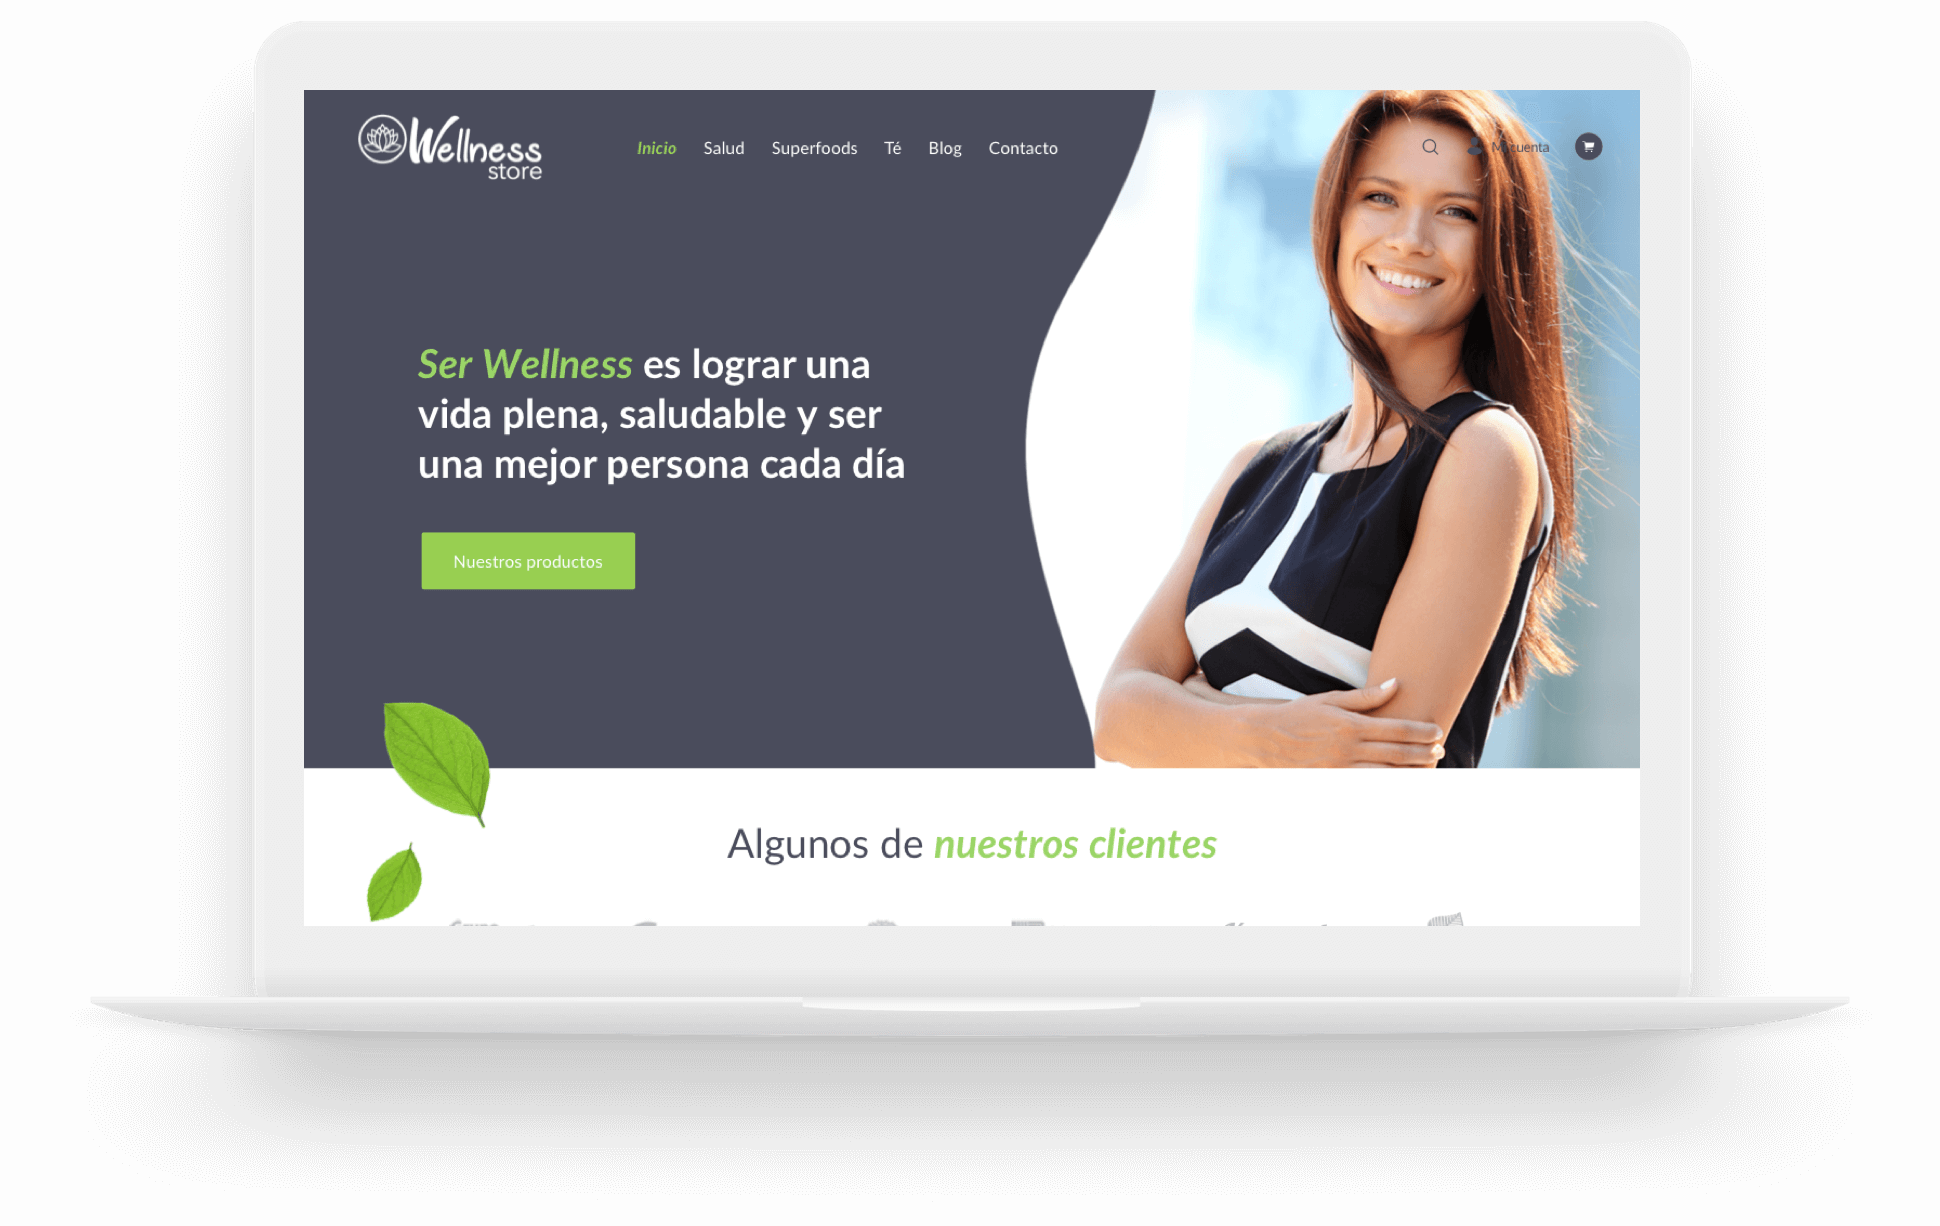 Wellness
store
Inicio Salud Superfoods Té Blog Contacto
Mi cuenta
Ser Wellness es lograr una
vida plena, saludable y ser
una mejor persona cada día
Nuestros productos
Algunos de nuestros clientes